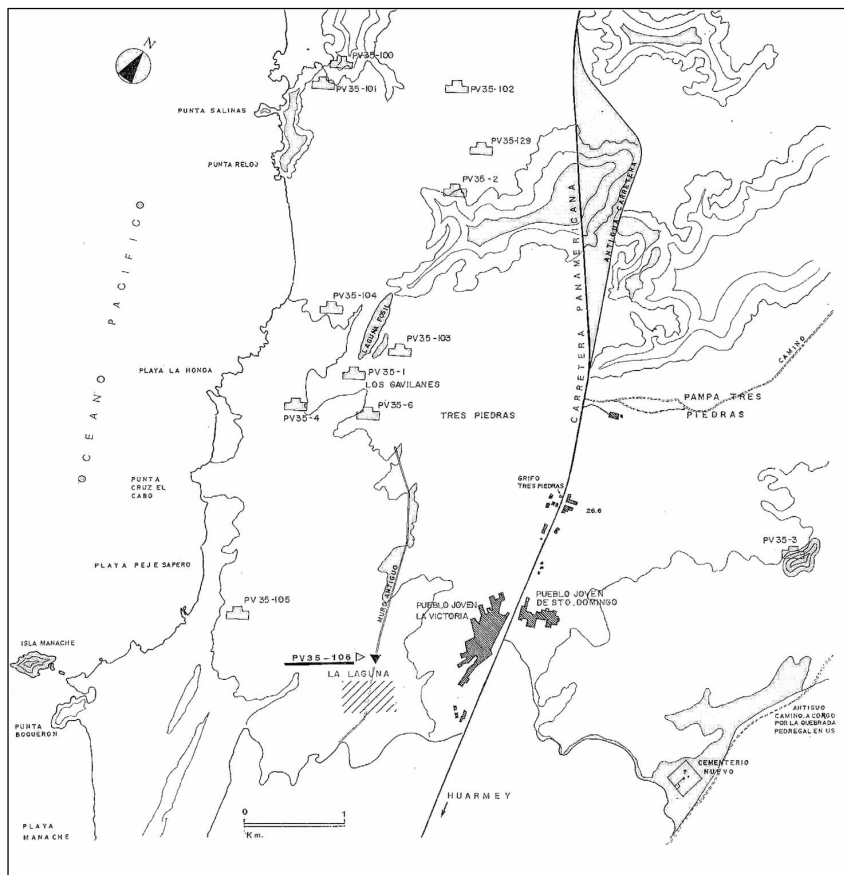 N
PV35-100
PV35-101
PV35-102
PUNTA SALINAS
PV35-129
PUNTA RELOJ
PV35-2
CARRETERA PANAMERICANA
ANTIGUA CARRETERA
OCEANO PACIFICO
PV35-104
LAGUNA FOSIL
PV35-103
CAMINO
PLAYA LA HONDA
PV35-1
LOS GAVILANES
PV35-4
PV35-6
TRES PIEDRAS
PAMPA TRES
PIEDRAS
PUNTA
CRUZ EL
CABO
GRIFO
TRES PIEDRAS
26.6
PV35-3
PLAYA PEJE SAPERO
MURO ANTIGUO
PV 35-105
PUEBLO JOVEN
LA VICTORIA
PUEBLO JOVEN
DE STO. DOMINGO
ISLA MANACHE
PV35-106
LA LAGUNA
PUNTA
BOQUERON
ANTIGUO
CAMINO. A CORGO
POR LA QUEBRADA
PEDREGAL EN US
CEMENTERIO
NUEVO
HUARMEY
0 1
Km.
PLAYA
MANACHE